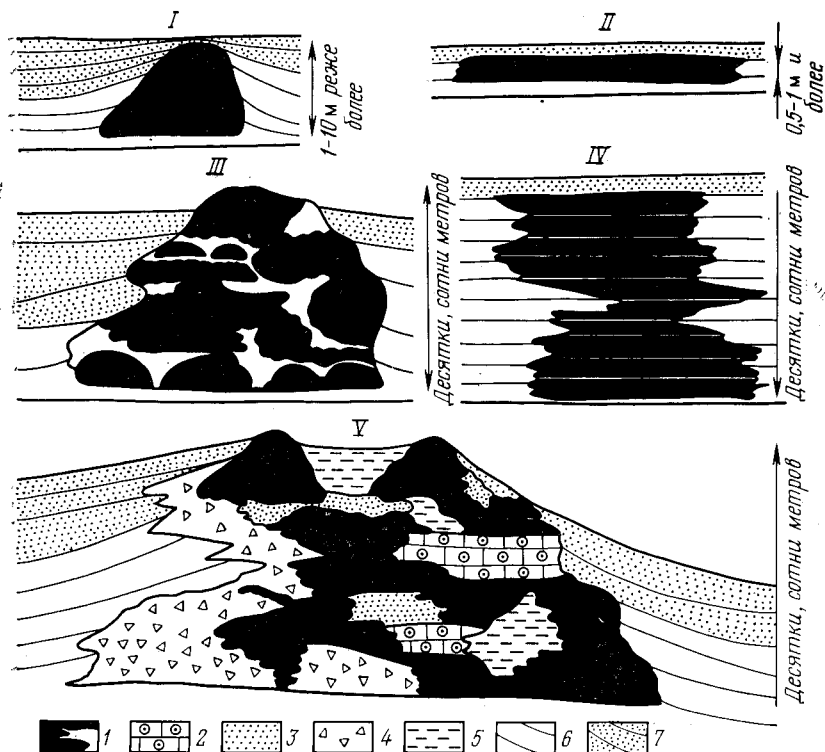 I
II
1-10 м реже
более
0,5-1 м и
более
III
IV
Десятки, сотни метров
Десятки, сотни метров
V
Десятки, сотни метров
1 2 3 4 5 6 7